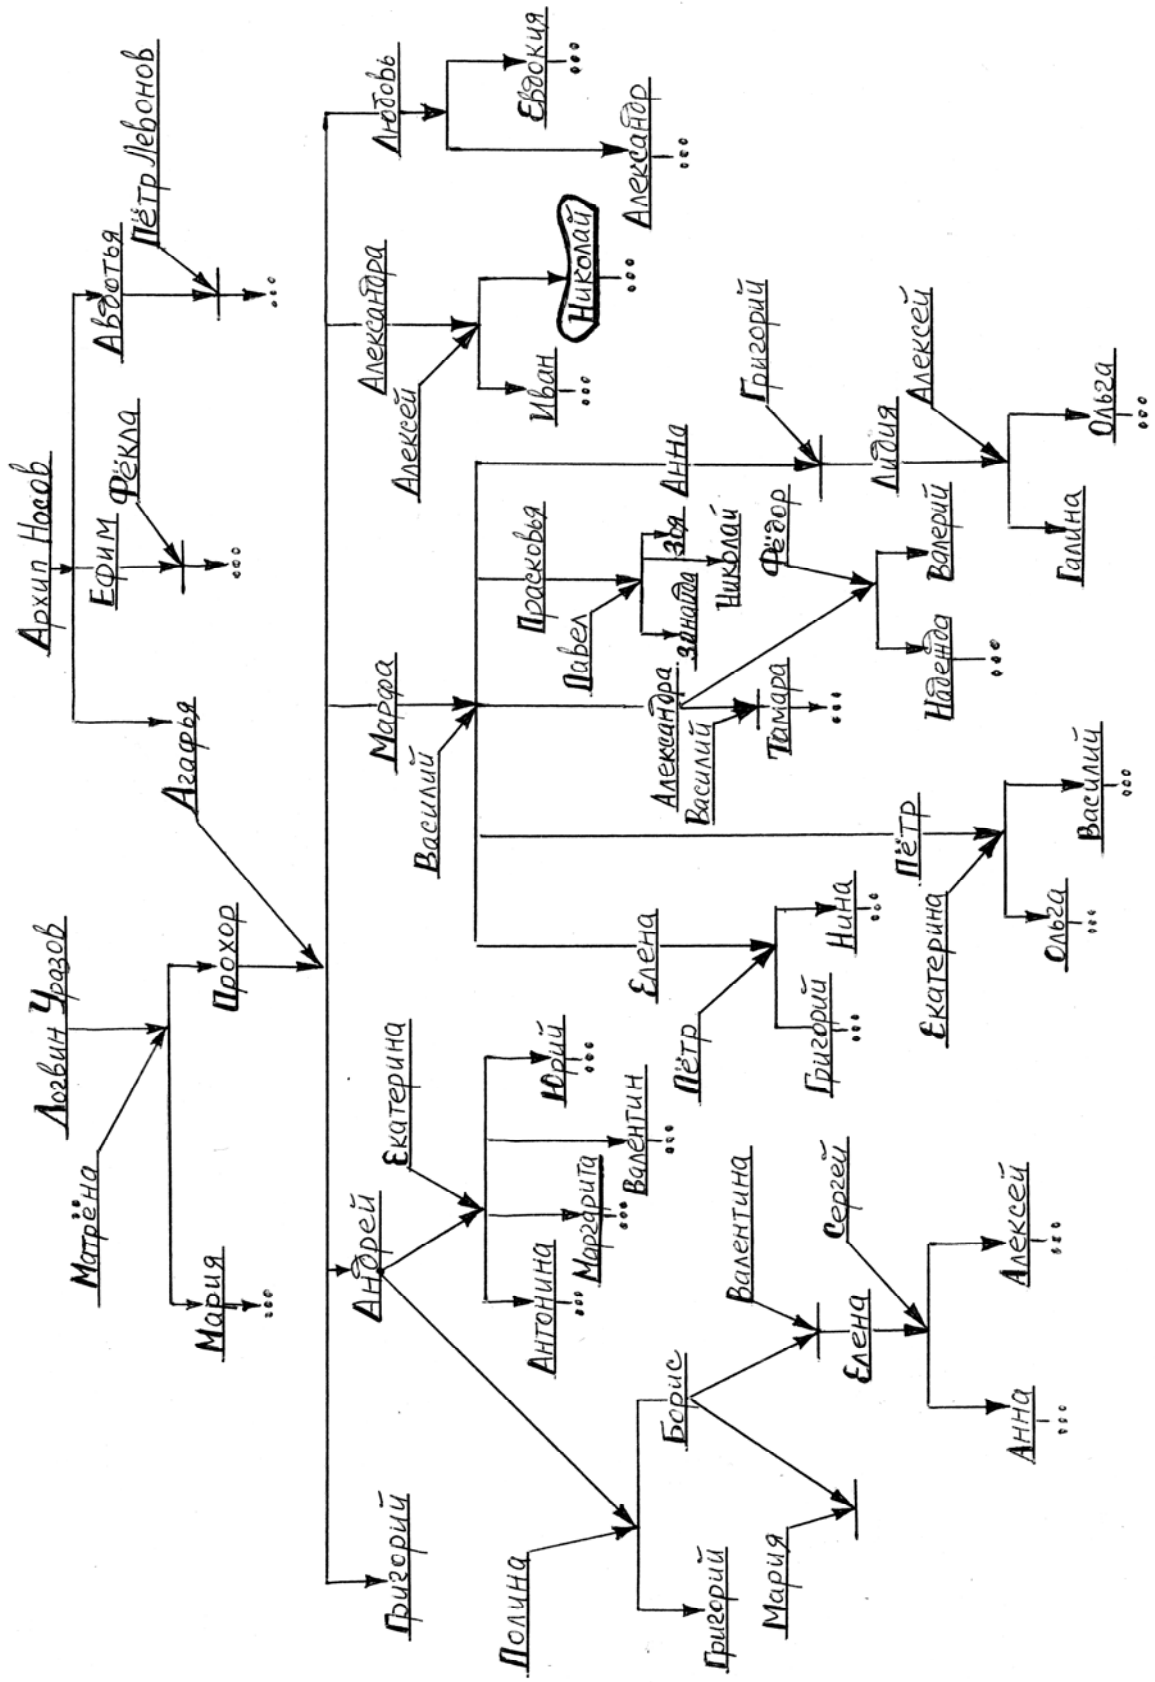 Архип Носов
Логвин Уразов
Матрёна
Ефим
Фёкла
Авдотья
Пётр Левонов
Агафья
Мария
Прохор
Григорий
Андрей
Екатерина
Марфа
Василий
Александра
Алексей
Любовь
Полина
Антонина
Маргарита
Валентин
Юрий
Иван
Николай
Александр
Евдокия
Григорий
Борис
Мария
Валентина
Елена
Сергей
Анна
Алексей
Елена
Пётр
Григорий
Нина
Пётр
Екатерина
Ольга
Василий
Александра
Василий
Тамара
Фёдор
Надежда
Валерий
Прасковья
Павел
Зинаида
Николай
Зоя
Анна
Григорий
Лидия
Алексей
Галина
Ольга